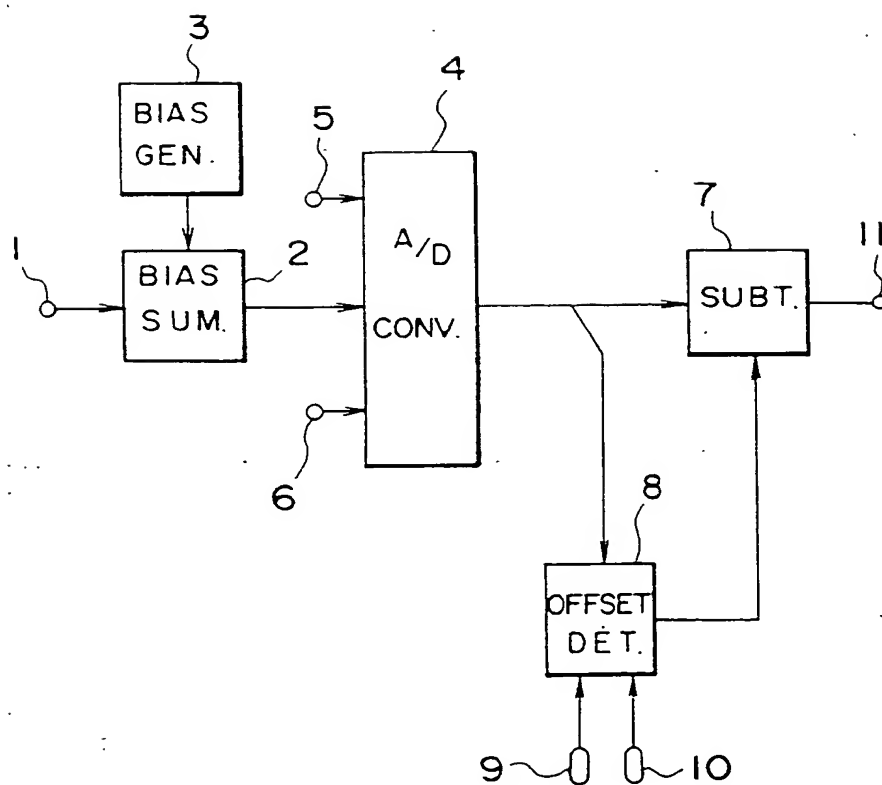 3
BIAS
GEN.
4
5
A/D
CONV.
1
BIAS
SUM.
2
6
7
SUBT.
11
8
OFFSET
DET.
9
10